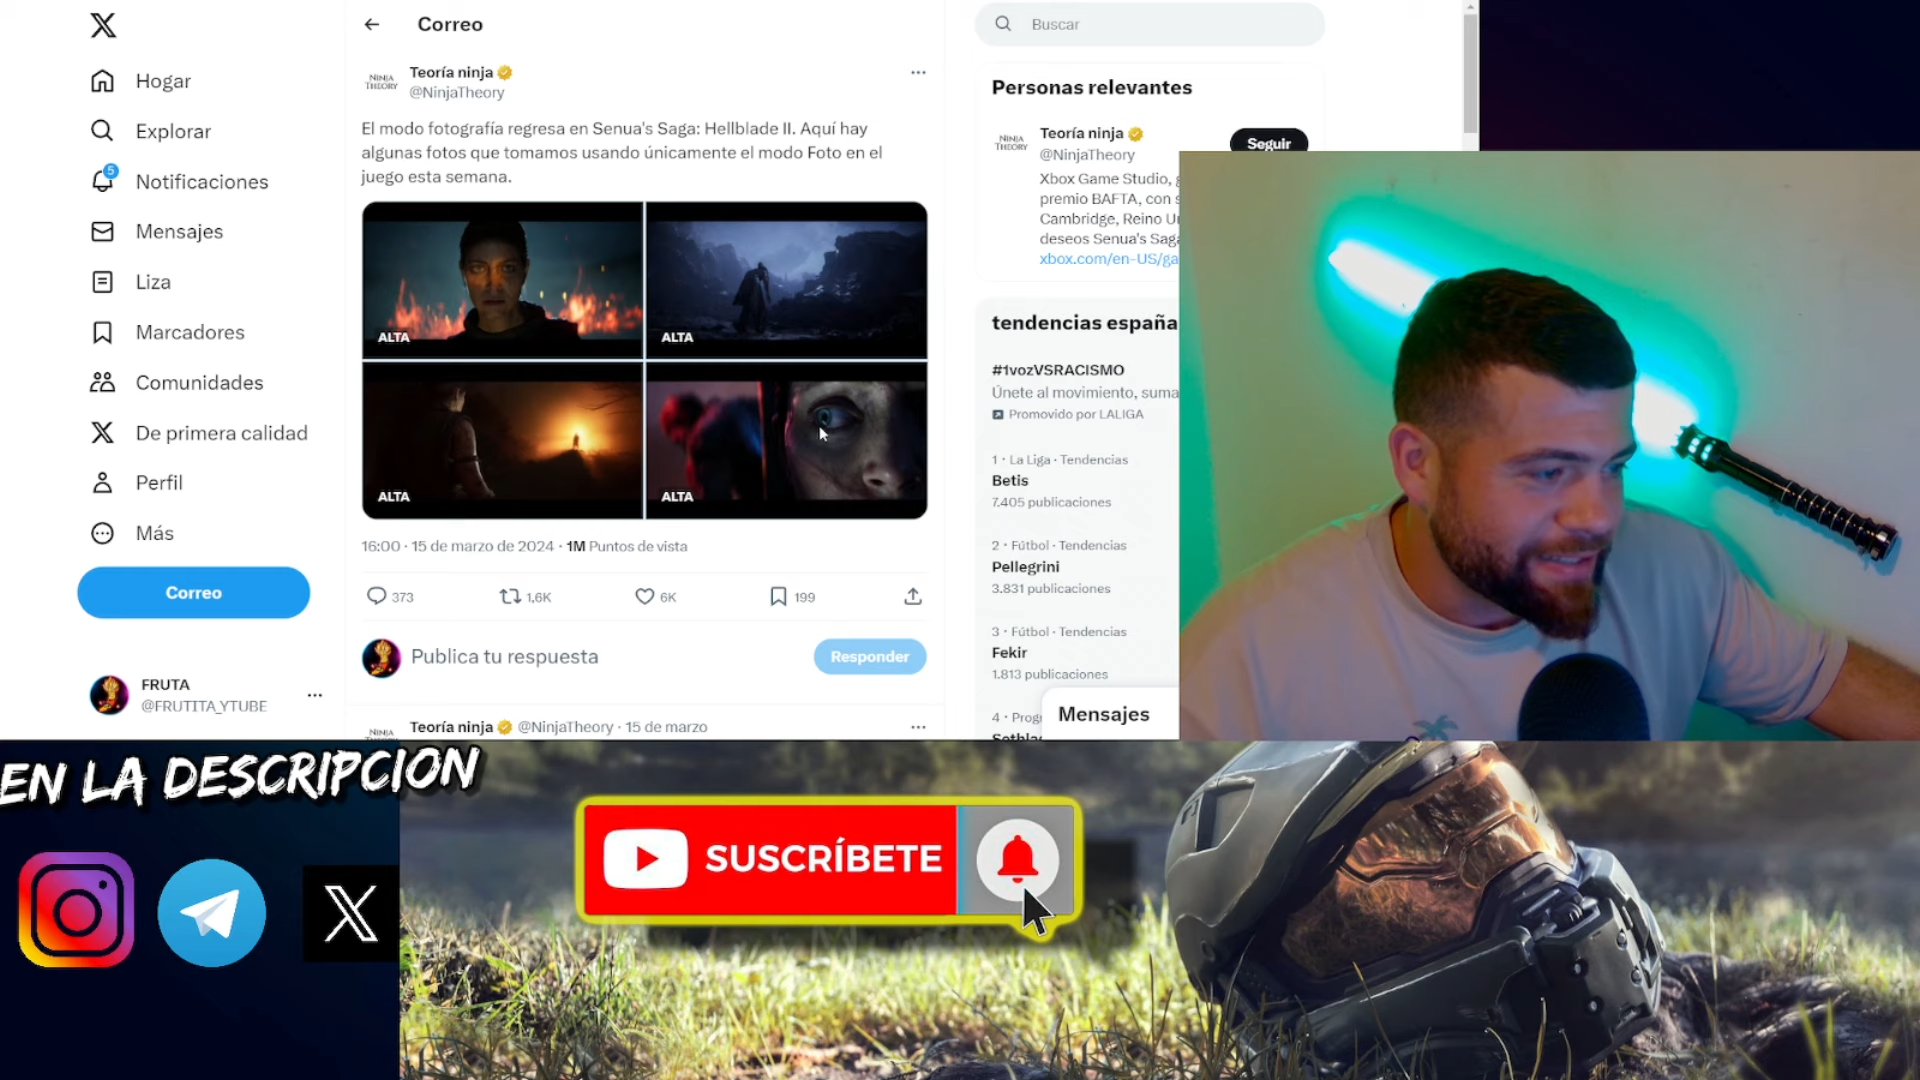 Hogar
Explorar
5
Notificaciones
Mensajes
Liza
Marcadores
Comunidades
De primera calidad
Perfil
Más
Correo
FRUTA
@FRUTITA_YTUBE
Correo
NINJA THEORY
Teoría ninja
@NinjaTheory
El modo fotografía regresa en Senua's Saga: Hellblade II. Aquí hay
algunas fotos que tomamos usando únicamente el modo Foto en el
juego esta semana.
ALTA
ALTA
ALTA
ALTA
16:00 · 15 de marzo de 2024 · 1M Puntos de vista
373
1,6K
6K
199
Publica tu respuesta
Responder
Teoría ninja @NinjaTheory · 15 de marzo
Buscar
Personas relevantes
NINJA THEORY
Teoría ninja
@NinjaTheory
Seguir
Xbox Game Studio,
premio BAFTA, con
Cambridge, Reino
deseos Senua's
xbox.com/en-US/ga
tendencias españa
#1vozVSRACISMO
Únete al movimiento, suma
Promovido por LALIGA
1 · La Liga · Tendencias
Betis
7.405 publicaciones
2 · Fútbol · Tendencias
Pellegrini
3.831 publicaciones
3 · Fútbol · Tendencias
Fekir
1.813 publicaciones
4 ·
Mensajes
EN LA DESCRIPCION
SUSCRÍBETE